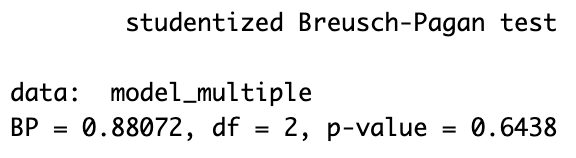 studentized Breusch-Pagan test
data: model_multiple
BP = 0.88072, df = 2, p-value = 0.6438